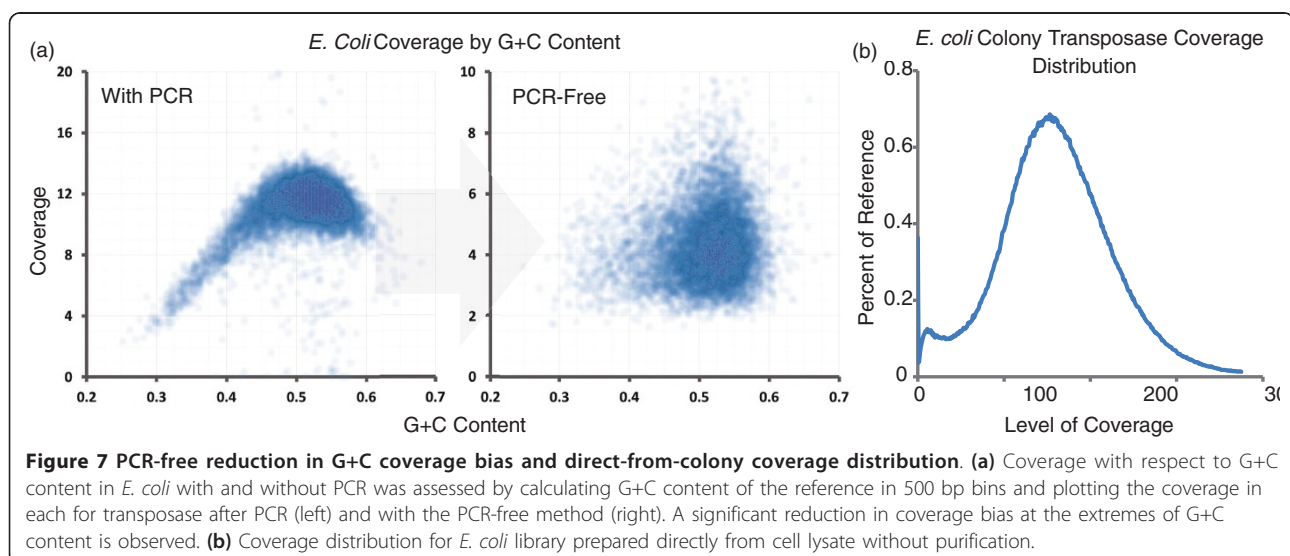 (a)
E. Coli Coverage by G+C Content
With PCR
Coverage
20
16
12
8
4
0
0.2 0.3 0.4 0.5 0.6 0.7
PCR-Free
10
8
6
4
2
0
0.2 0.3 0.4 0.5 0.6 0.7
G+C Content
(b)
E. coli Colony Transposase Coverage
Distribution
Percent of Reference
0.8
0.6
0.4
0.2
0
0 100 200 30
Level of Coverage
Figure 7 PCR-free reduction in G+C coverage bias and direct-from-colony coverage distribution. (a) Coverage with respect to G+C
content in E. coli with and without PCR was assessed by calculating G+C content of the reference in 500 bp bins and plotting the coverage in
each for transposase after PCR (left) and with the PCR-free method (right). A significant reduction in coverage bias at the extremes of G+C
content is observed. (b) Coverage distribution for E. coli library prepared directly from cell lysate without purification.